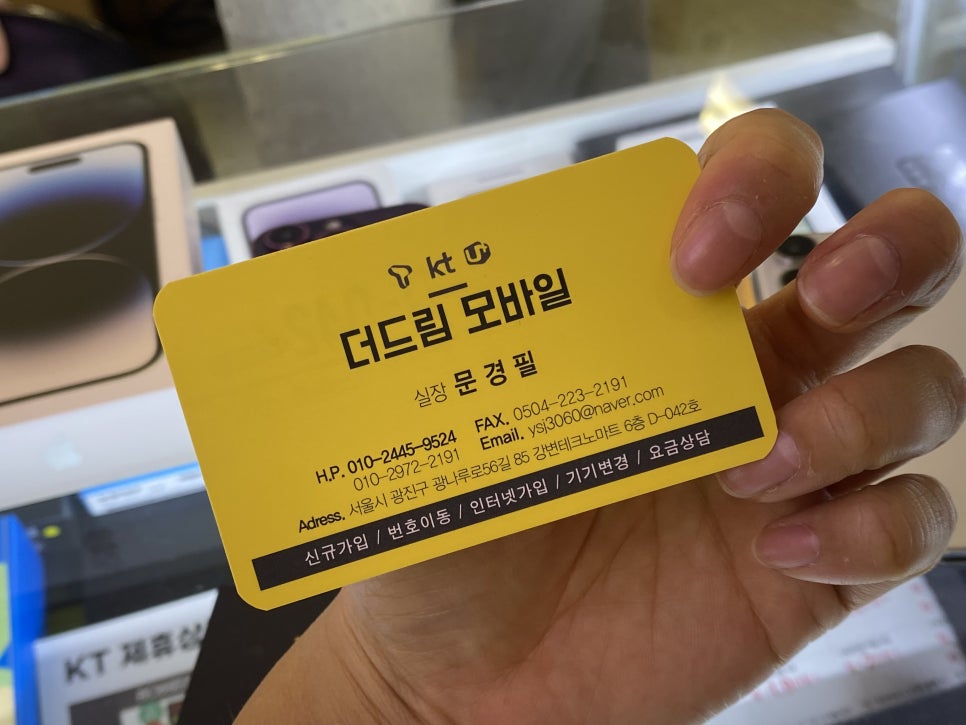 kt U+
더드림 모바일
실장 문경필
H.P. 010-2445-9524 FAX. 0504-223-2191
010-2972-2191 Email. ysj3060@naver.com
Adress. 서울시 광진구 광나루로56길 85 강변테크노마트 6층 D-042호
신규가입 / 번호이동 / 인터넷가입 / 기기변경 / 요금상담
KT 제휴상